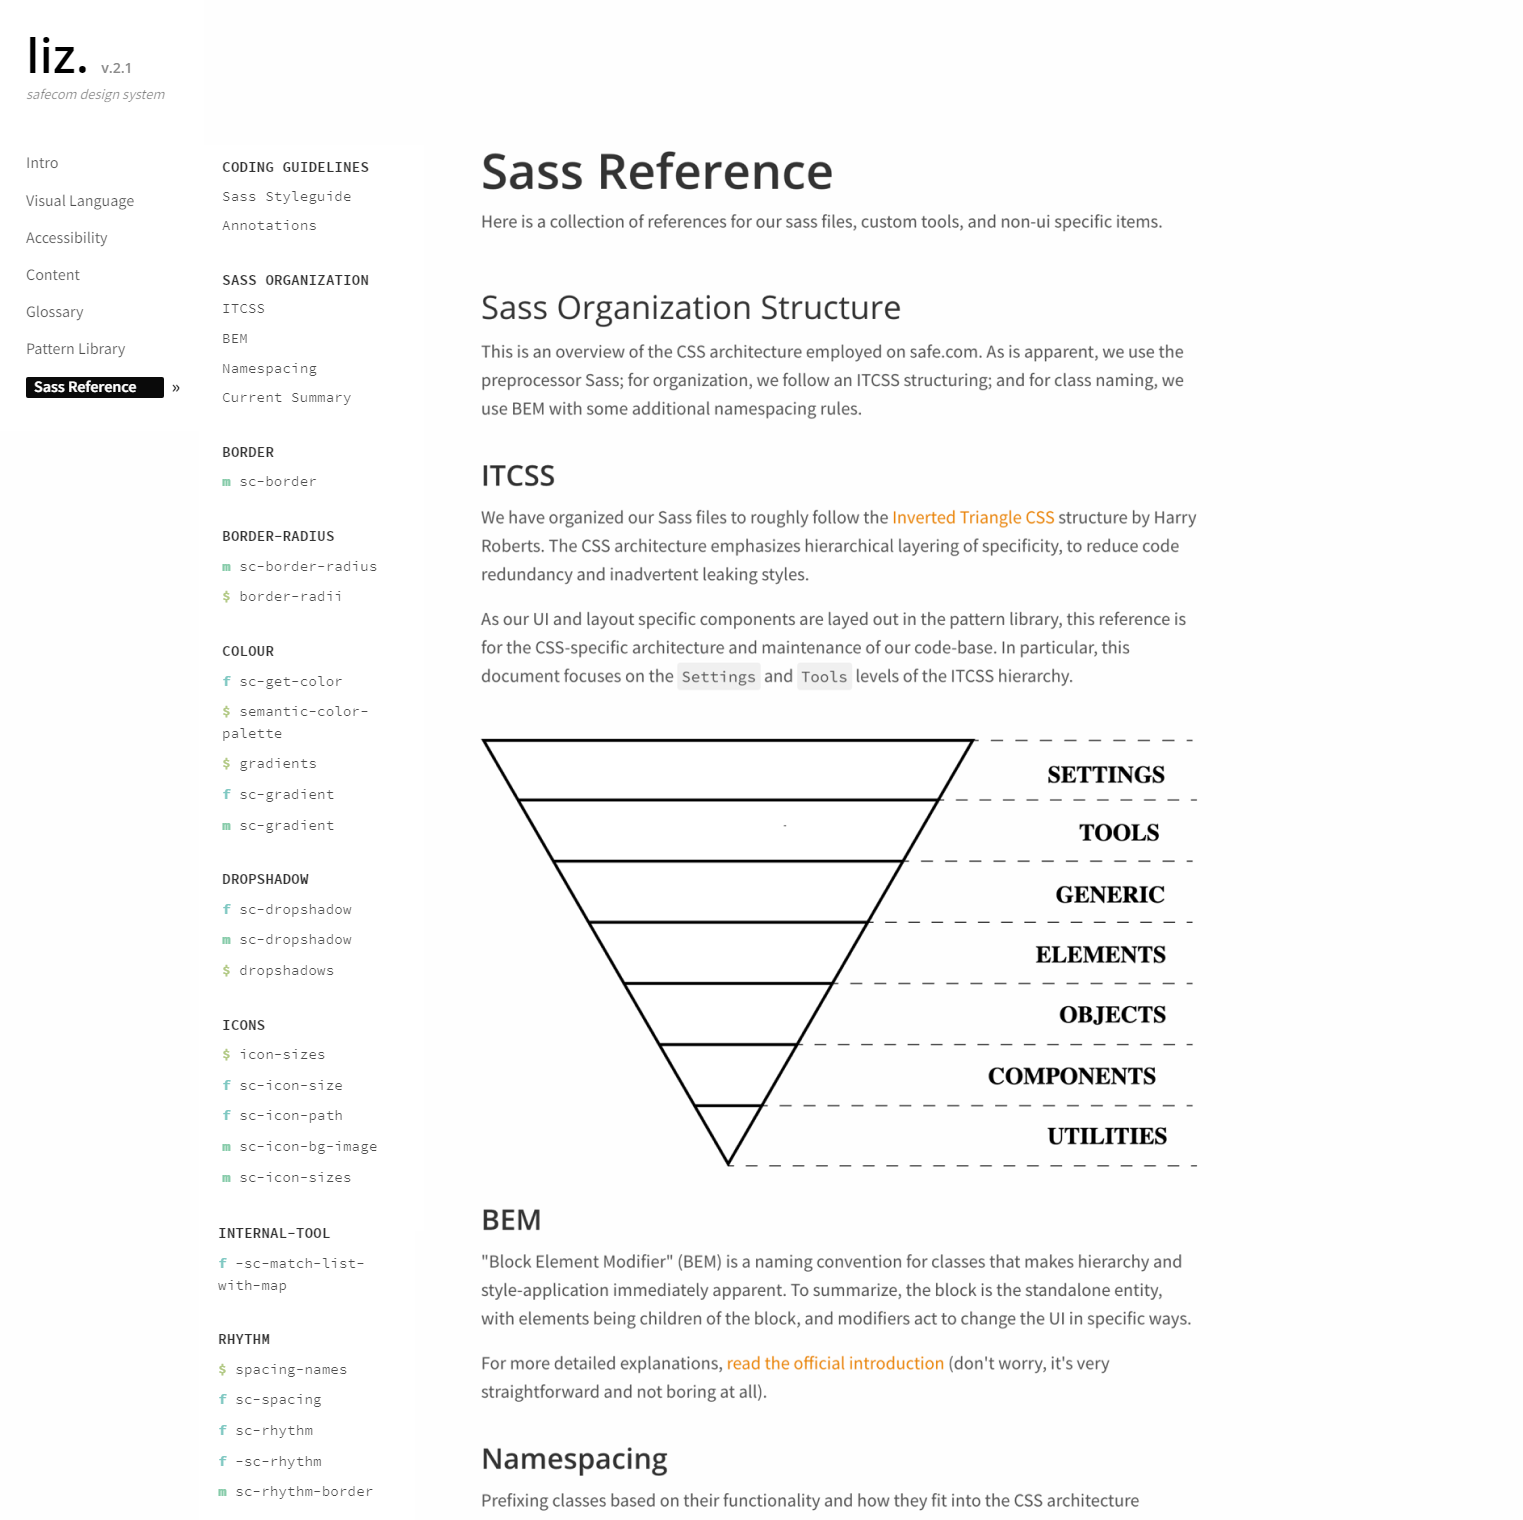 liz. v.2.1
safecom design system
Intro
Visual Language
Accessibility
Content
Glossary
Pattern Library
Sass Reference »
CODING GUIDELINES
Sass Styleguide
Annotations
SASS ORGANIZATION
ITCSS
BEM
Namespacing
Current Summary
BORDER
m sc-border
BORDER-RADIUS
m sc-border-radius
$ border-radii
COLOUR
f sc-get-color
$ semantic-color-
palette
$ gradients
f sc-gradient
m sc-gradient
DROPSHADOW
f sc-dropshadow
m sc-dropshadow
$ dropshadows
ICONS
$ icon-sizes
f sc-icon-size
f sc-icon-path
m sc-icon-bg-image
m sc-icon-sizes
INTERNAL-TOOL
f -sc-match-list-
with-map
RHYTHM
$ spacing-names
f sc-spacing
f sc-rhythm
f -sc-rhythm
m sc-rhythm-border
Sass Reference
Here is a collection of references for our sass files, custom tools, and non-ui specific items.
Sass Organization Structure
This is an overview of the CSS architecture employed on safe.com. As is apparent, we use the
preprocessor Sass; for organization, we follow an ITCSS structuring; and for class naming, we
use BEM with some additional namespacing rules.
ITCSS
We have organized our Sass files to roughly follow the Inverted Triangle CSS structure by Harry
Roberts. The CSS architecture emphasizes hierarchical layering of specificity, to reduce code
redundancy and inadvertent leaking styles.
As our UI and layout specific components are layed out in the pattern library, this reference is
for the CSS-specific architecture and maintenance of our code-base. In particular, this
document focuses on the Settings and Tools levels of the ITCSS hierarchy.
SETTINGS
TOOLS
GENERIC
ELEMENTS
OBJECTS
COMPONENTS
UTILITIES
BEM
"Block Element Modifier" (BEM) is a naming convention for classes that makes hierarchy and
style-application immediately apparent. To summarize, the block is the standalone entity,
with elements being children of the block, and modifiers act to change the UI in specific ways.
For more detailed explanations, read the official introduction (don't worry, it's very
straightforward and not boring at all).
Namespacing
Prefixing classes based on their functionality and how they fit into the CSS architecture